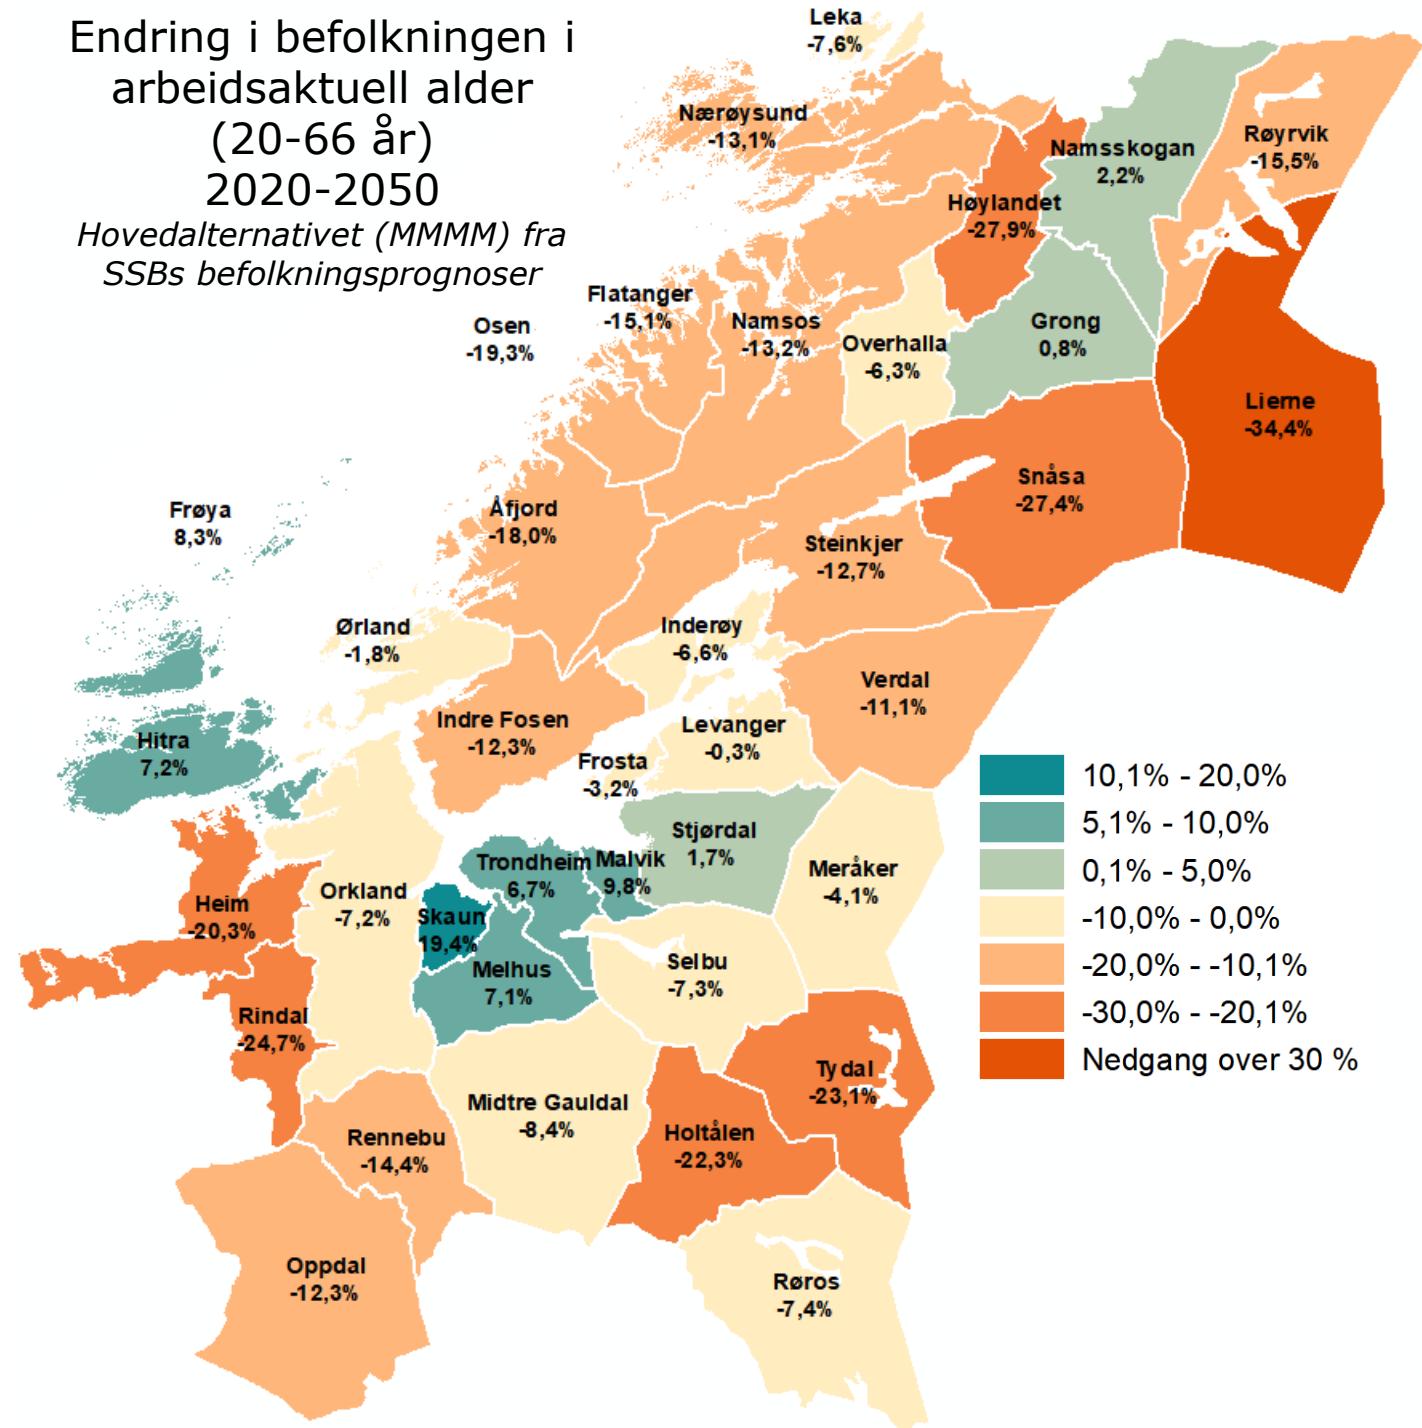 Endring i befolkningen i
arbeidsaktuell alder
(20-66 år)
2020-2050
Hovedalternativet (MMMM) fra
SSBs befolkningsprognoser
Leka
-7,6%
Nærøysund
-13,1%
Røyrvik
-15,5%
Namsskogan
2,2%
Høylandet
-27,9%
Flatanger
-15,1%
Osen
-19,3%
Namsos
-13,2%
Overhalla
-6,3%
Grong
0,8%
Lierne
-34,4%
Snåsa
-27,4%
Frøya
8,3%
Åfjord
-18,0%
Steinkjer
-12,7%
Ørland
-1,8%
Inderøy
-6,6%
Verdal
-11,1%
Indre Fosen
-12,3%
Levanger
-0,3%
Hitra
7,2%
Frosta
-3,2%
Stjørdal
1,7%
Trondheim
6,7%
Malvik
9,8%
Meråker
-4,1%
Heim
-20,3%
Orkland
-7,2%
Skaun
19,4%
Melhus
7,1%
Selbu
-7,3%
Rindal
-24,7%
Tydal
-23,1%
Midtre Gauldal
-8,4%
Holtålen
-22,3%
Rennebu
-14,4%
Oppdal
-12,3%
Røros
-7,4%
10,1% - 20,0%
5,1% - 10,0%
0,1% - 5,0%
-10,0% - 0,0%
-20,0% - -10,1%
-30,0% - -20,1%
Nedgang over 30 %